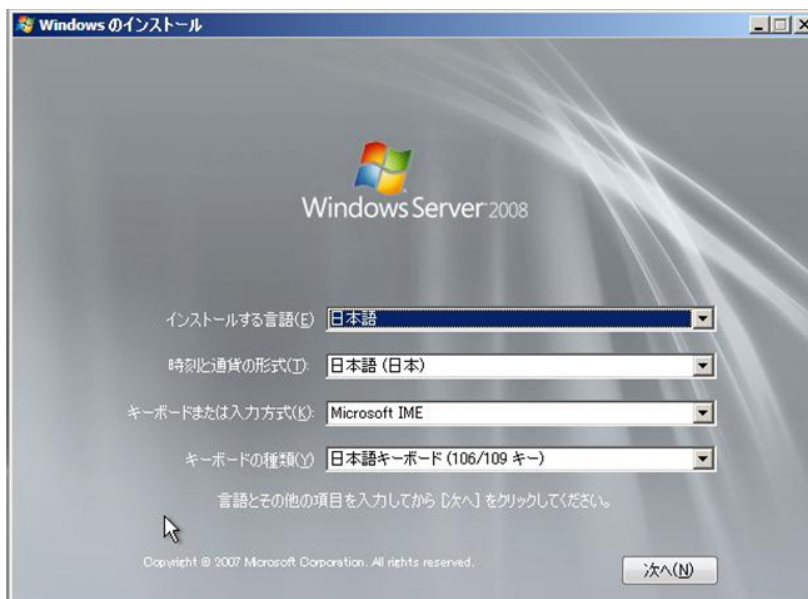 Windows のインストール
Windows Server 2008
インストールする言語(E) 日本語
時刻と通貨の形式(T): 日本語 (日本)
キーボードまたは入力方式(K): Microsoft IME
キーボードの種類(Y) 日本語キーボード (106/109 キー)
言語とその他の項目を入力してから [次へ] をクリックしてください。
Copyright © 2007 Microsoft Corporation. All rights reserved.
次へ(N)